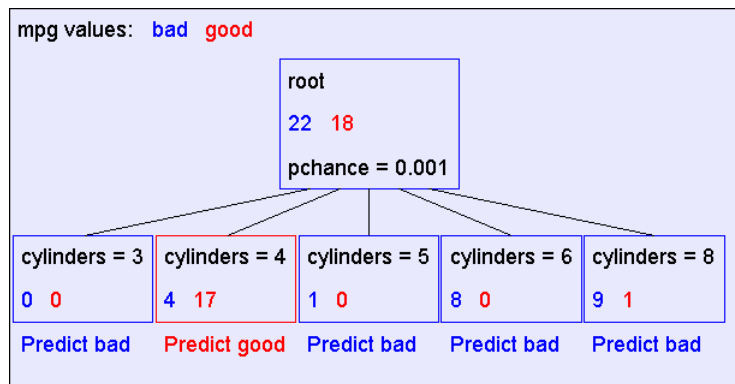 mpg values: bad good
root
22 18
pchance = 0.001
cylinders = 3 cylinders = 4 cylinders = 5 cylinders = 6 cylinders = 8
0 0 4 17 1 0 8 0 9 1
Predict bad Predict good Predict bad Predict bad Predict bad